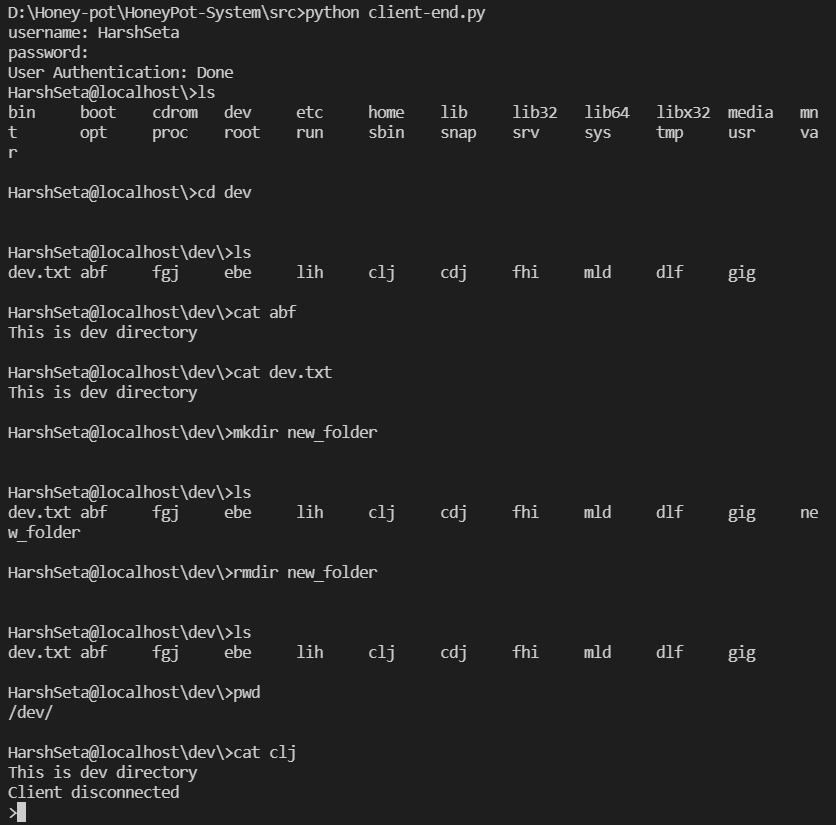 D:\Honey-pot\HoneyPot-System\src>python client-end.py
username: HarshSeta
password:
User Authentication: Done
HarshSeta@localhost\>ls
bin     boot    cdrom   dev     etc     home    lib     lib32   lib64   libx32  media   mn
t       opt     proc    root    run     sbin    snap    srv     sys     tmp     usr     va
r
HarshSeta@localhost\>cd dev
HarshSeta@localhost\dev\>ls
dev.txt abf     fgj     ebe     lih     clj     cdj     fhi     mld     dlf     gig
HarshSeta@localhost\dev\>cat abf
This is dev directory
HarshSeta@localhost\dev\>cat dev.txt
This is dev directory
HarshSeta@localhost\dev\>mkdir new_folder
HarshSeta@localhost\dev\>ls
dev.txt abf     fgj     ebe     lih     clj     cdj     fhi     mld     dlf     gig     ne
w_folder
HarshSeta@localhost\dev\>rmdir new_folder
HarshSeta@localhost\dev\>ls
dev.txt abf     fgj     ebe     lih     clj     cdj     fhi     mld     dlf     gig
HarshSeta@localhost\dev\>pwd
/dev/
HarshSeta@localhost\dev\>cat clj
This is dev directory
Client disconnected
>